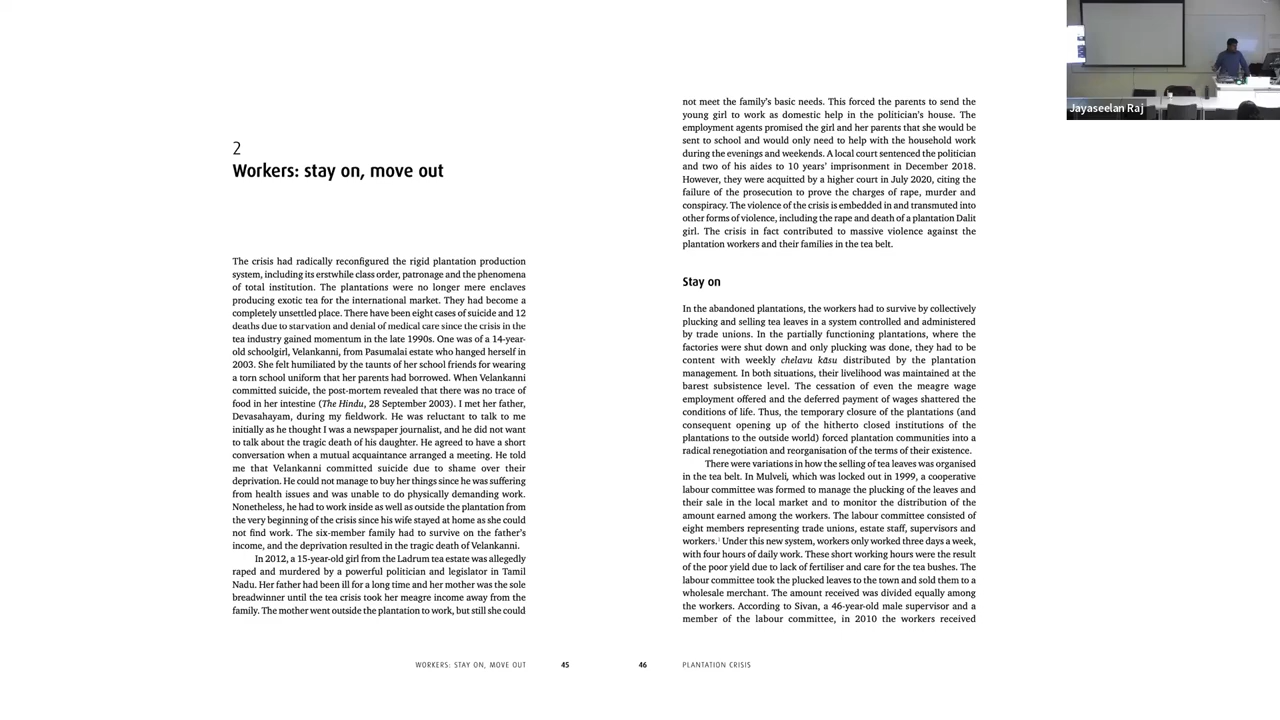 2
Workers: stay on, move out
The crisis had radically reconfigured the rigid plantation production
system, including its erstwhile class order, patronage and the phenomena
of total institution. The plantations were no longer mere enclaves
producing exotic tea for the international market. They had become a
completely unsettled place. There have been eight cases of suicide and 12
deaths due to starvation and denial of medical care since the crisis in the
tea industry gained momentum in the late 1990s. One was of a 14-year-
old schoolgirl, Velankanni, from Pasumalai estate who hanged herself in
2003. She felt humiliated by the taunts of her school friends for wearing
a torn school uniform that her parents had borrowed. When Velankanni
committed suicide, the post-mortem revealed that there was no trace of
food in her intestine (The Hindu, 28 September 2003). I met her father,
Devasahayam, during my fieldwork. He was reluctant to talk to me
initially as he thought I was a newspaper journalist, and he did not want
to talk about the tragic death of his daughter. He agreed to have a short
conversation when a mutual acquaintance arranged a meeting. He told
me that Velankanni committed suicide due to shame over their
deprivation. He could not manage to buy her things since he was suffering
from health issues and was unable to do physically demanding work.
Nonetheless, he had to work inside as well as outside the plantation from
the very beginning of the crisis since his wife stayed at home as she could
not find work. The six-member family had to survive on the father's
income, and the deprivation resulted in the tragic death of Velankanni.
In 2012, a 15-year-old girl from the Ladrum tea estate was allegedly
raped and murdered by a powerful politician and legislator in Tamil
Nadu. Her father had been ill for a long time and her mother was the sole
breadwinner until the tea crisis took her meagre income away from the
family. The mother went outside the plantation to work, but still she could
WORKERS: STAY ON, MOVE OUT 45
not meet the family's basic needs. This forced the parents to send the
young girl to work as domestic help in the politician's house. The
employment agents promised the girl and her parents that she would be
sent to school and would only need to help with the household work
during the evenings and weekends. A local court sentenced the politician
and two of his aides to 10 years' imprisonment in December 2018.
However, they were acquitted by a higher court in July 2020, citing the
failure of the prosecution to prove the charges of rape, murder and
conspiracy. The violence of the crisis is embedded in and transmuted into
other forms of violence, including the rape and death of a plantation Dalit
girl. The crisis in fact contributed to massive violence against the
plantation workers and their families in the tea belt.
Stay on
In the abandoned plantations, the workers had to survive by collectively
plucking and selling tea leaves in a system controlled and administered
by trade unions. In the partially functioning plantations, where the
factories were shut down and only plucking was done, they had to be
content with weekly chelavu kāsu distributed by the plantation
management. In both situations, their livelihood was maintained at the
barest subsistence level. The cessation of even the meagre wage
employment offered and the deferred payment of wages shattered the
conditions of life. Thus, the temporary closure of the plantations (and
consequent opening up of the hitherto closed institutions of the
plantations to the outside world) forced plantation communities into a
radical renegotiation and reorganisation of the terms of their existence.
There were variations in how the selling of tea leaves was organised
in the tea belt. In Mulveli, which was locked out in 1999, a cooperative
labour committee was formed to manage the plucking of the leaves and
their sale in the local market and to monitor the distribution of the
amount earned among the workers. The labour committee consisted of
eight members representing trade unions, estate staff, supervisors and
workers.¹ Under this new system, workers only worked three days a week,
with four hours of daily work. These short working hours were the result
of the poor yield due to lack of fertiliser and care for the tea bushes. The
labour committee took the plucked leaves to the town and sold them to a
wholesale merchant. The amount received was divided equally among
the workers. According to Sivan, a 46-year-old male supervisor and a
member of the labour committee, in 2010 the workers received
46 PLANTATION CRISIS
Jayaseelan Raj